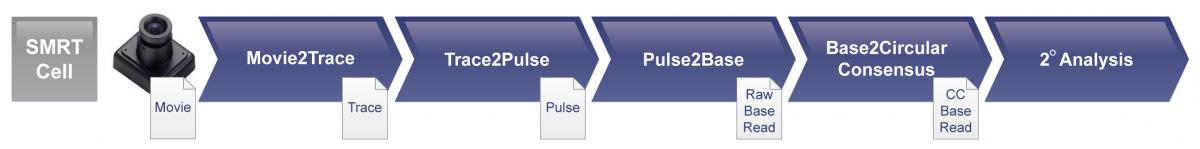 SMRT
Cell
Movie
Movie2Trace
Trace
Trace2Pulse
Pulse
Pulse2Base
Raw
Base
Read
Base2Circular
Consensus
CC
Base
Read
2° Analysis